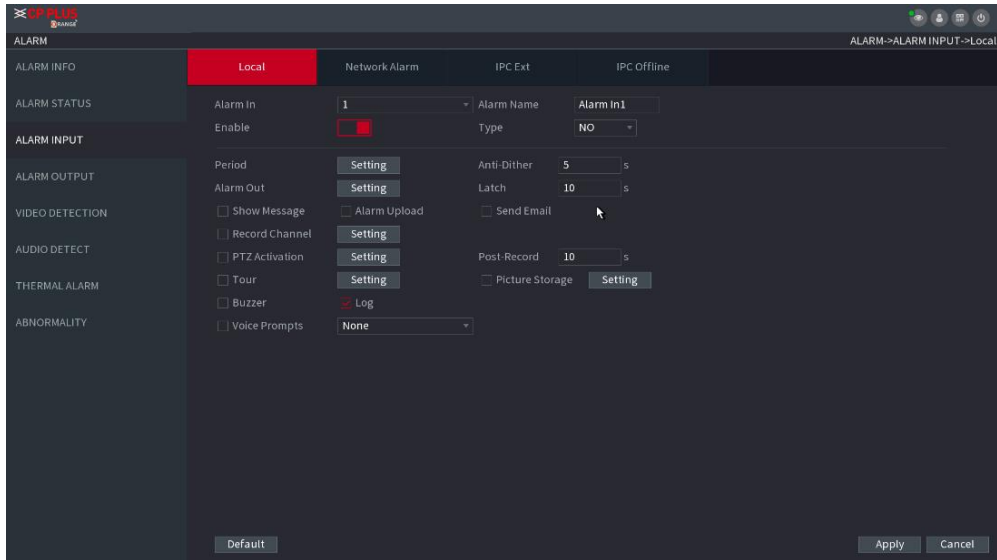 CP PLUS
ORANGE
ALARM
ALARM->ALARM INPUT->Local
ALARM INFO
ALARM STATUS
ALARM INPUT
ALARM OUTPUT
VIDEO DETECTION
AUDIO DETECT
THERMAL ALARM
ABNORMALITY
Local Network Alarm IPC Ext IPC Offline
Alarm In 1 Alarm Name Alarm In1
Enable Type NO
Period Setting Anti-Dither 5 s
Alarm Out Setting Latch 10 s
Show Message Alarm Upload Send Email
Record Channel Setting
PTZ Activation Setting Post-Record 10 s
Tour Setting Picture Storage Setting
Buzzer Log
Voice Prompts None
Default Apply Cancel